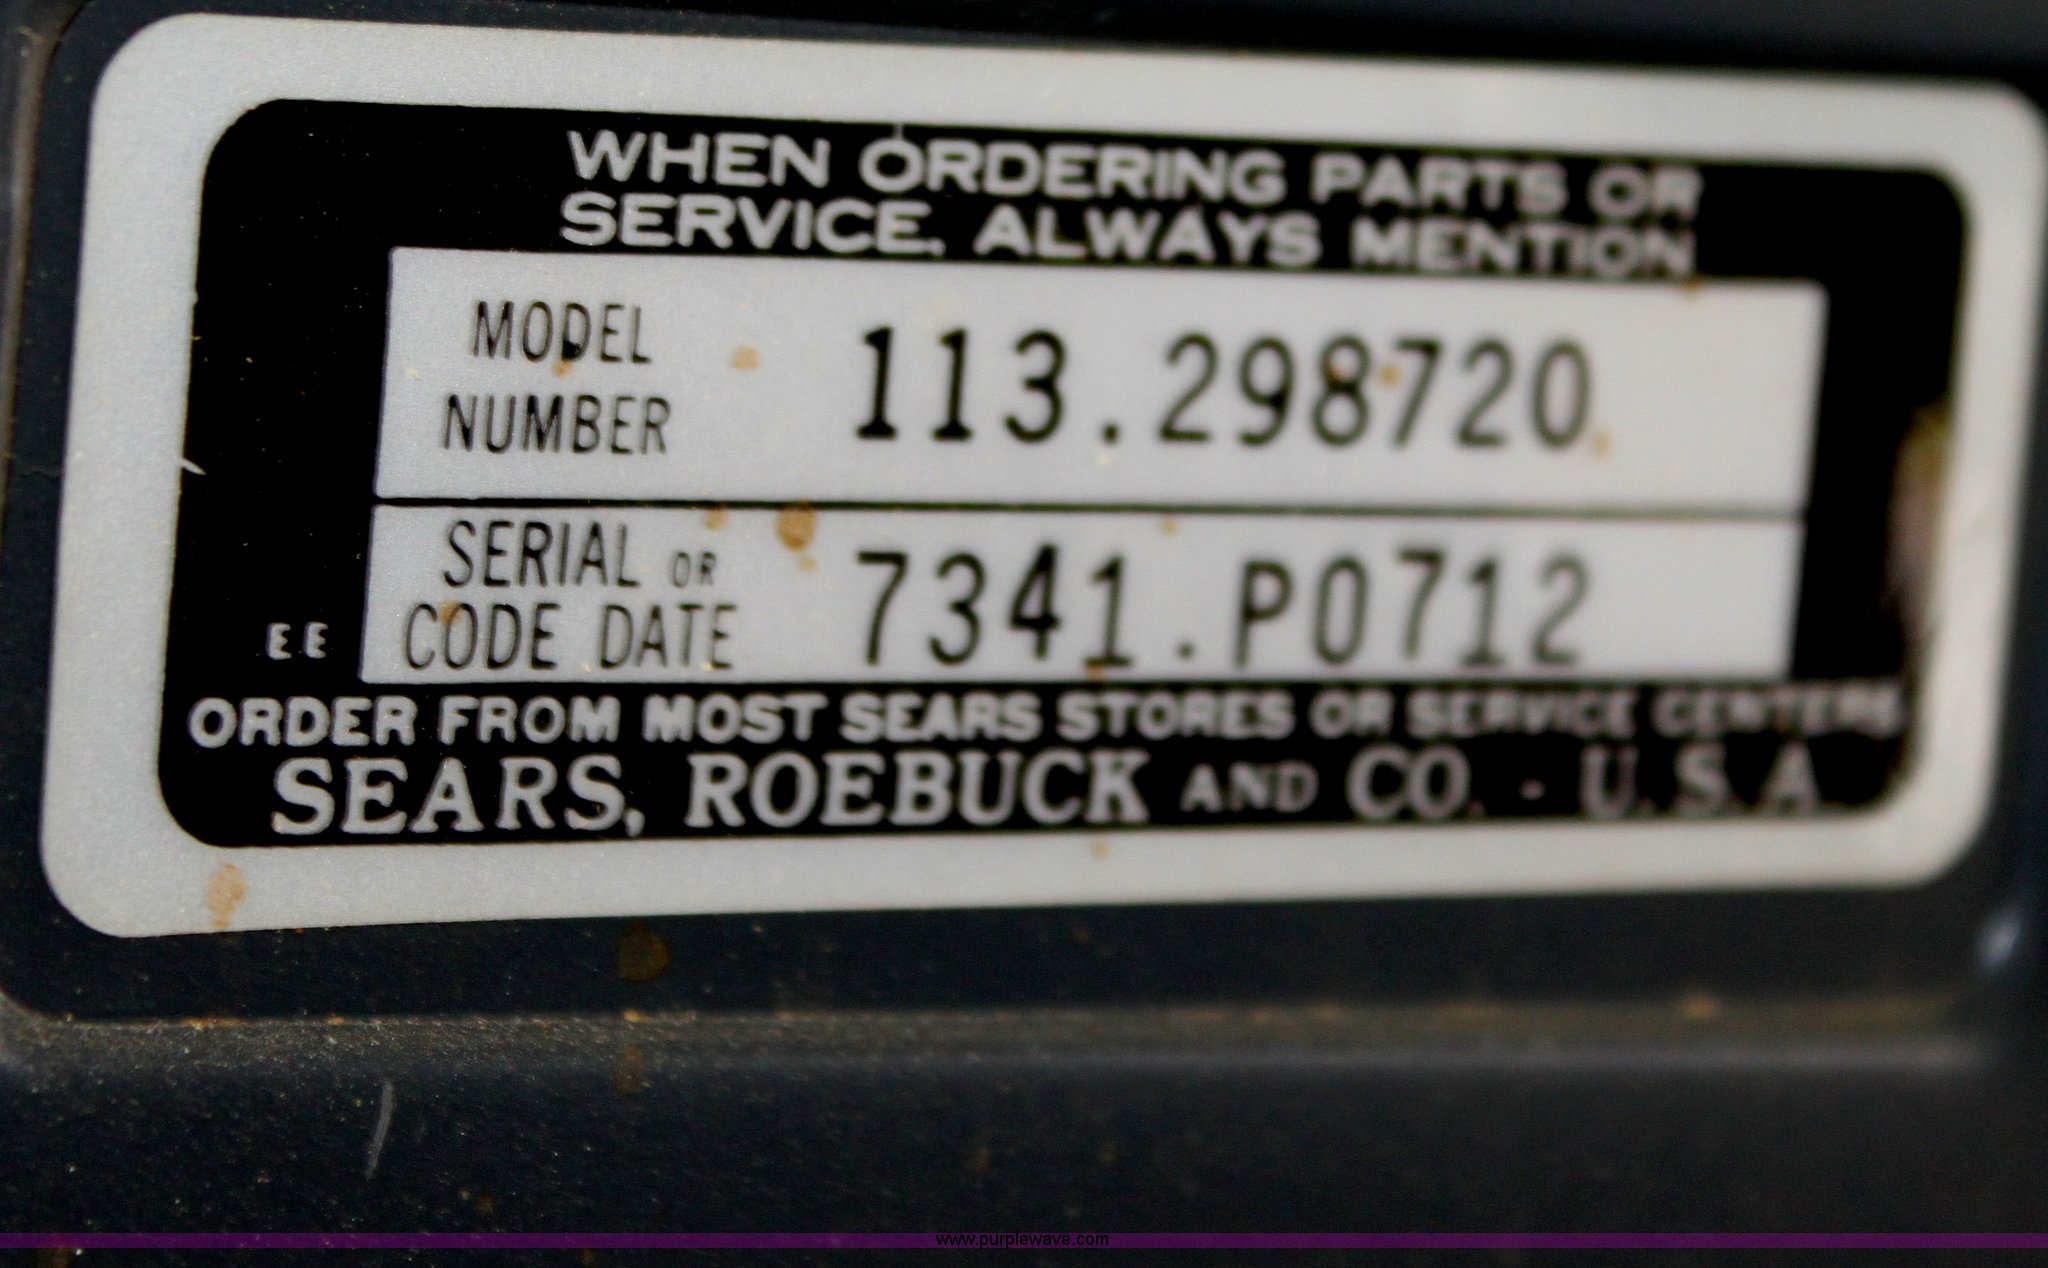 WHEN ORDERING PARTS OR
SERVICE, ALWAYS MENTION
MODEL
NUMBER
113.298720
SERIAL OR
CODE DATE
7341.P0712
EE
ORDER FROM MOST SEARS STORES OR SERVICE CENTERS
SEARS, ROEBUCK AND CO. - U.S.A.
www.purplewave.com